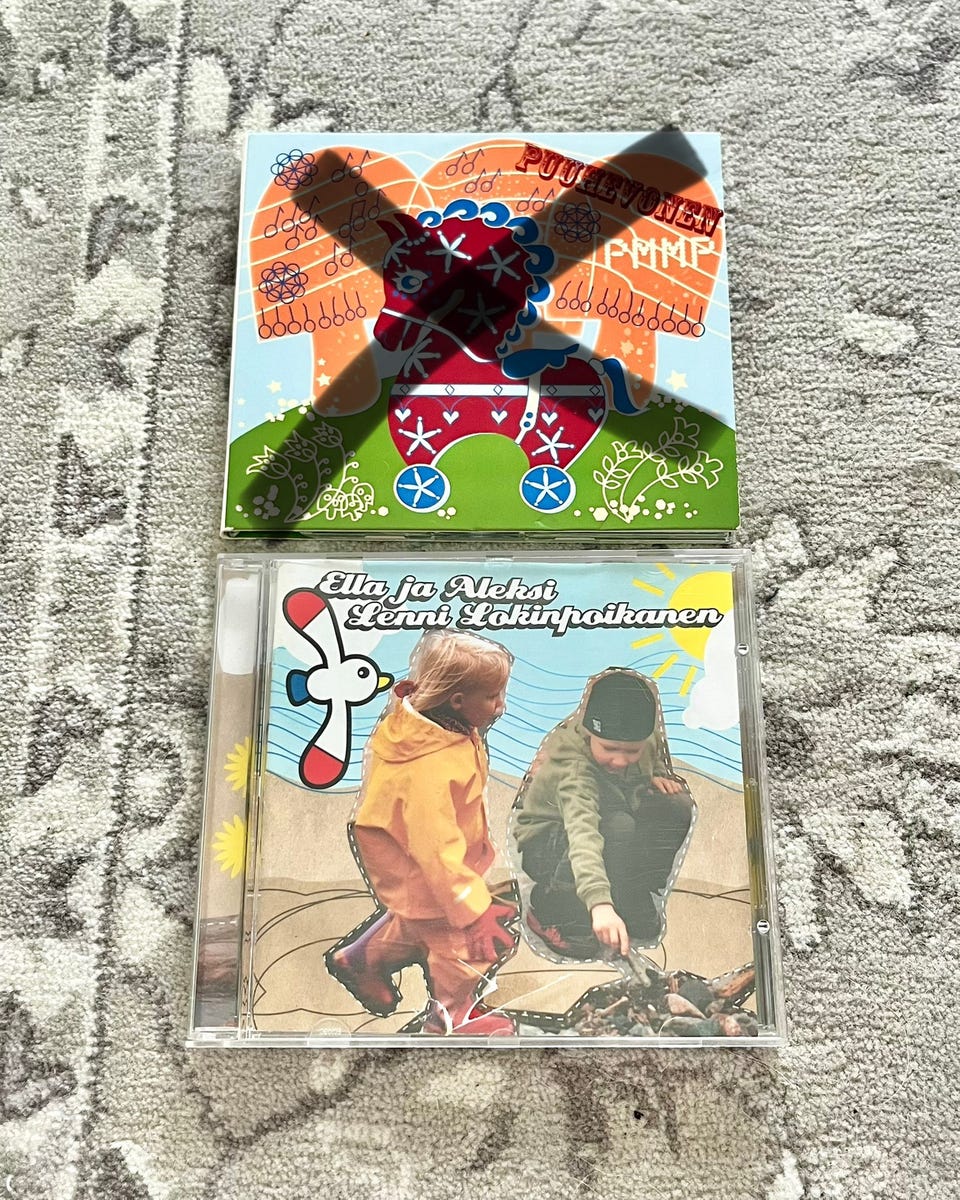 PUUHEVONEN
PMMP
Ella ja Aleksi
Lenni Lokinpoikanen